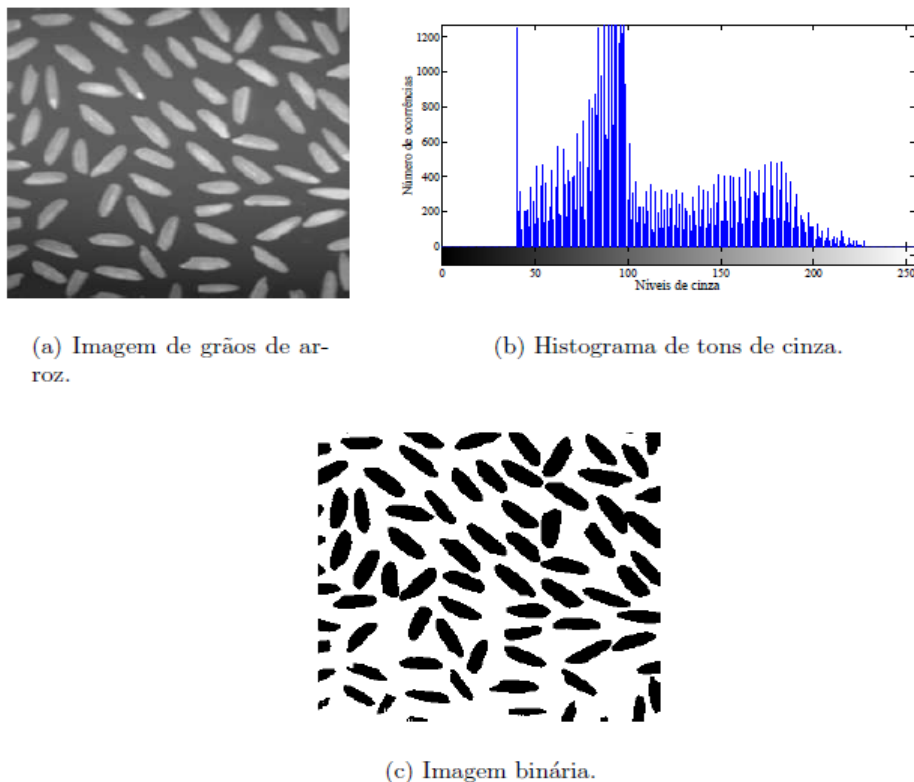 1200
1000
800
600
400
200
0
Número de ocorrências
0 50 100 150 200 250
Níveis de cinza
(a) Imagem de grãos de ar-
roz.
(b) Histograma de tons de cinza.
(c) Imagem binária.